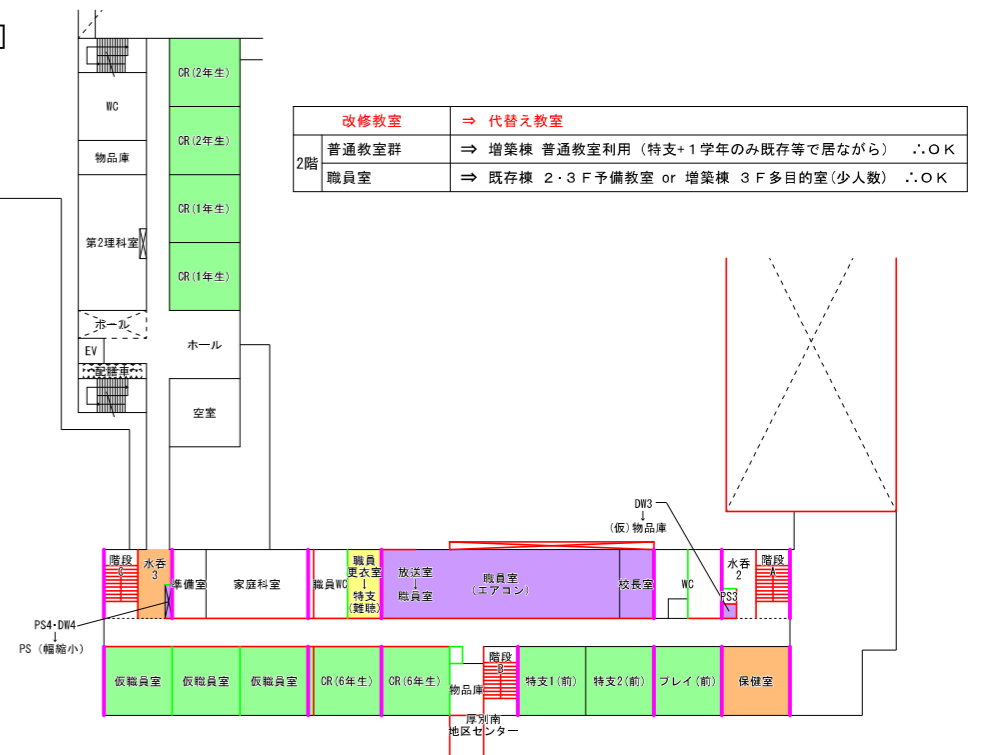 CR(2年生)
WC
CR(2年生)
物品庫
CR(1年生)
第2理科室
CR(1年生)
ホール
ホール
EV
配膳車
空室
改修教室 ⇒ 代替え教室
2階
普通教室群 ⇒ 増築棟 普通教室利用（特支+１学年のみ既存等で居ながら） ∴ＯＫ
職員室 ⇒ 既存棟 ２･３Ｆ予備教室 or 増築棟 ３Ｆ多目的室(少人数) ∴ＯＫ
DW3
↓
(仮)物品庫
階段
C
水呑
3
準備室
家庭科室
職員WC
職員
更衣室
↓
特支
(難聴)
放送室
↓
職員室
職員室
(エアコン)
校長室
WC
水呑
2
PS3
階段
A
PS4･DW4
↓
PS（幅縮小）
仮職員室
仮職員室
仮職員室
CR(6年生)
CR(6年生)
物品庫
階段
B
特支1(前)
特支2(前)
プレイ(前)
保健室
厚別南
地区センター